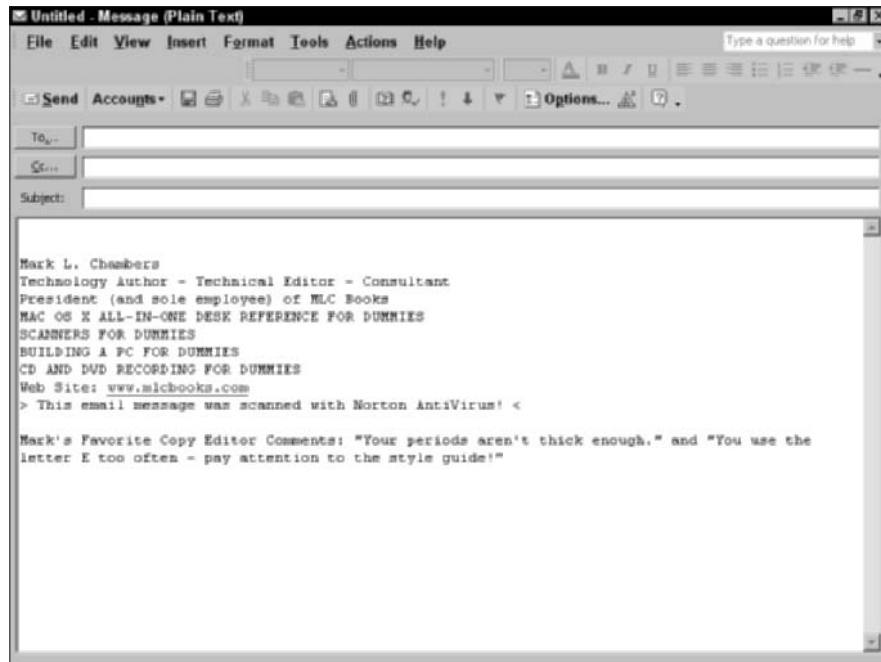 Untitled - Message (Plain Text)
File Edit View Insert Format Tools Actions Help Type a question for help
Send Accounts Options...
To...
Cc...
Subject:
Mark L. Chambers
Technology Author - Technical Editor - Consultant
President (and sole employee) of MLC Books
MAC OS X ALL-IN-ONE DESK REFERENCE FOR DUMMIES
SCANNERS FOR DUMMIES
BUILDING A PC FOR DUMMIES
CD AND DVD RECORDING FOR DUMMIES
Web Site: www.mlcbooks.com
> This email message was scanned with Norton AntiVirus! <
Mark's Favorite Copy Editor Comments: "Your periods aren't thick enough." and "You use the
letter E too often - pay attention to the style guide!"